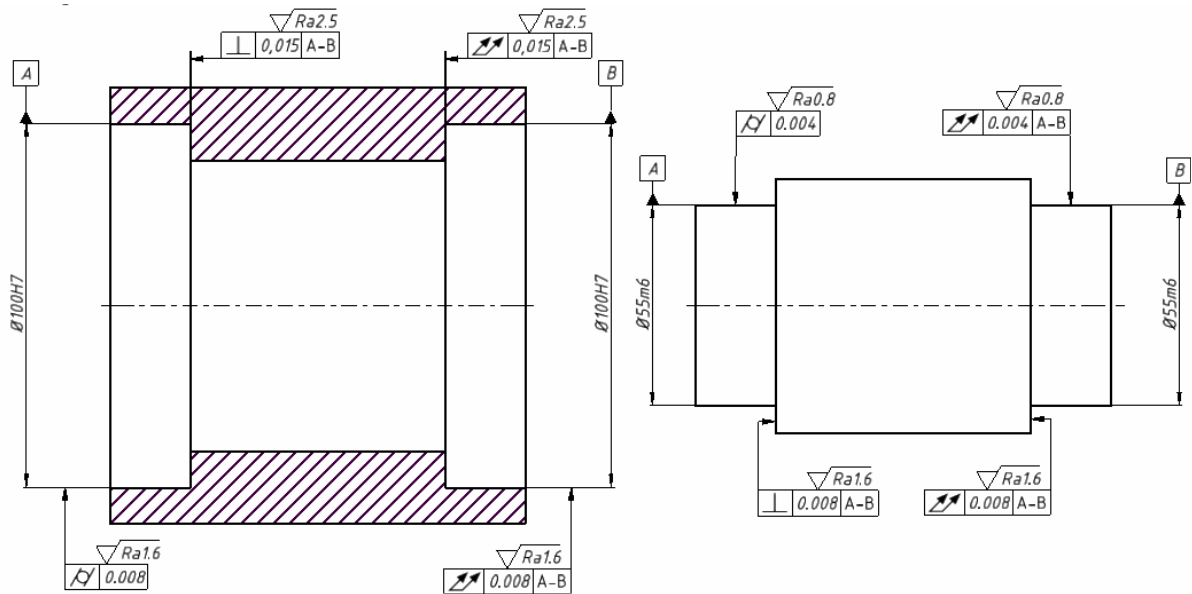 Ra2.5
⊥ 0,015 A-B
Ra2.5
0,015 A-B
A
B
Ø100H7
Ø100H7
Ra1.6
0.008
Ra1.6
0.008 A-B
Ra0.8
0.004
Ra0.8
0.004 A-B
A
B
Ø55m6
Ø55m6
Ra1.6
⊥ 0.008 A-B
Ra1.6
0.008 A-B